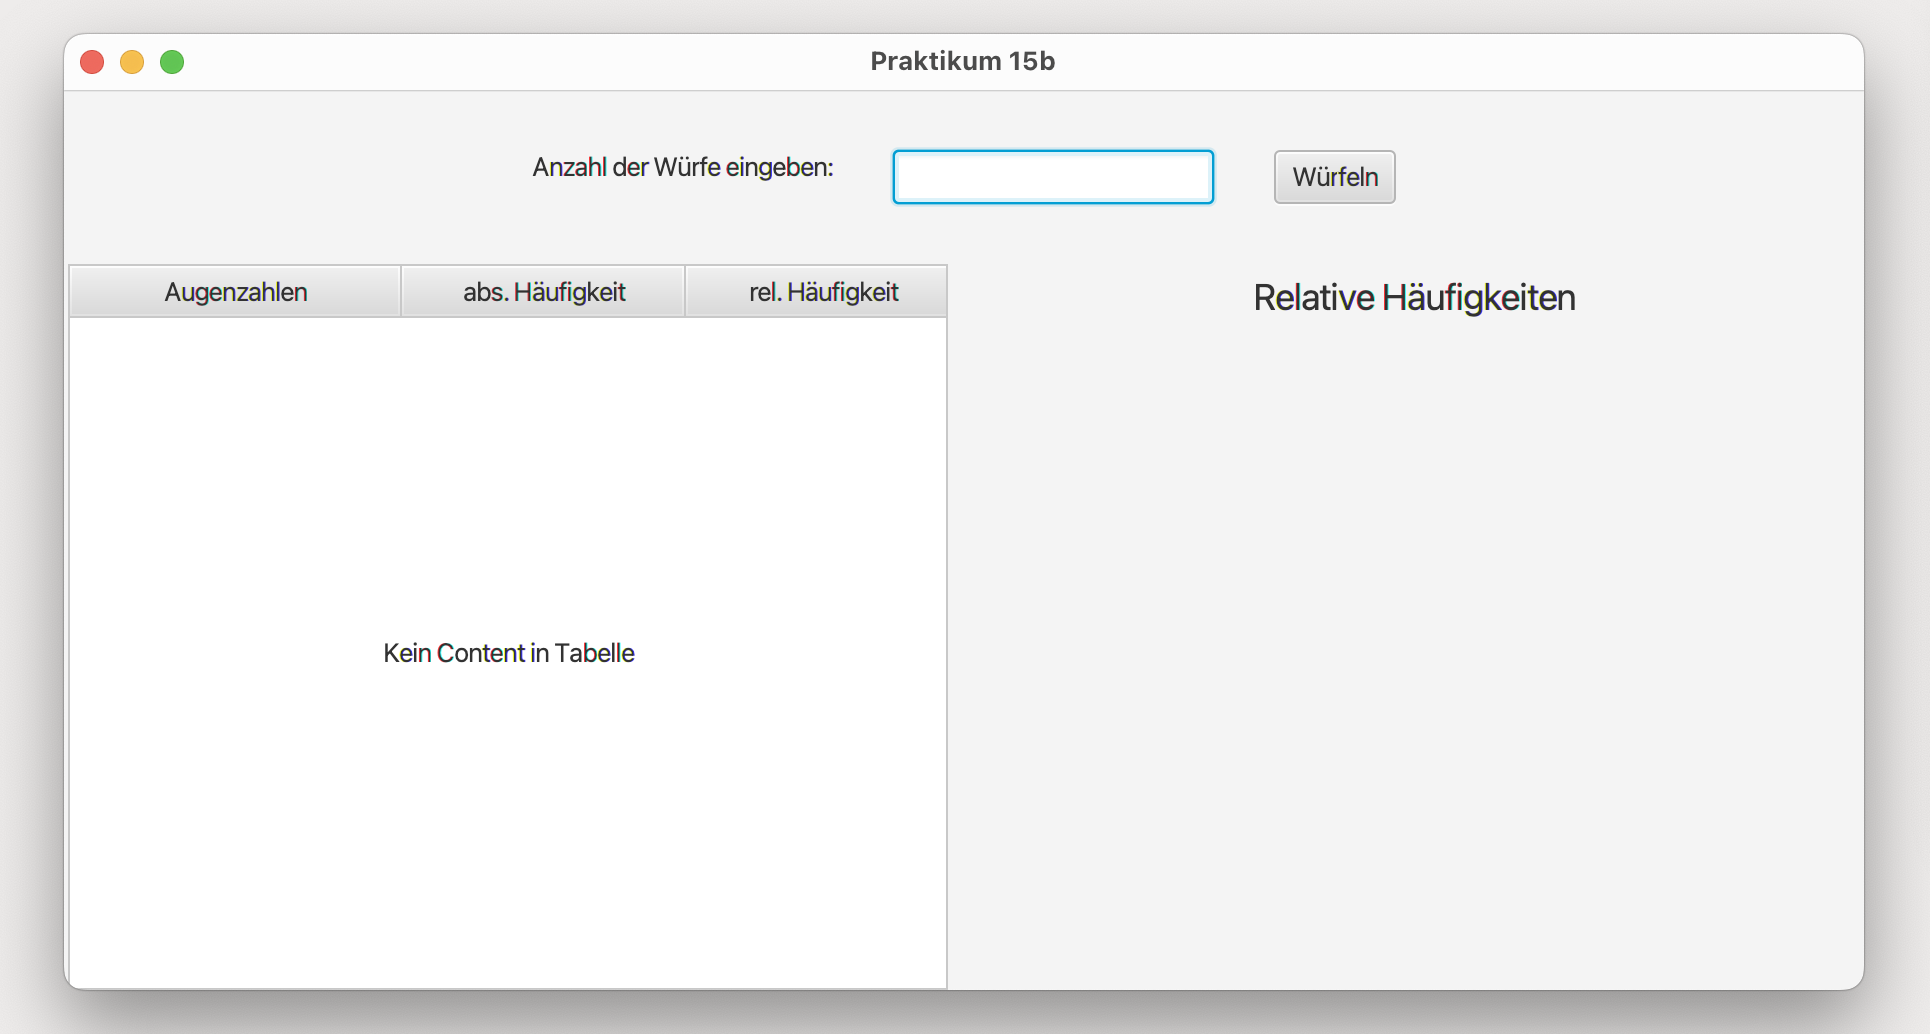 Praktikum 15b
Anzahl der Würfe eingeben:
Würfeln
Augenzahlen abs. Häufigkeit rel. Häufigkeit
Relative Häufigkeiten
Kein Content in Tabelle